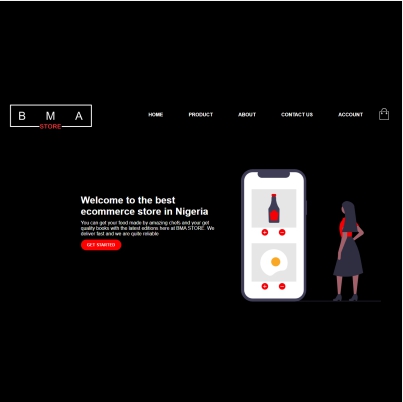 B M A
STORE
HOME PRODUCT ABOUT CONTACT US ACCOUNT
Welcome to the best
ecommerce store in Nigeria
You can get your food made by amazing chefs and your get
quality books with the latest editions here at BMA STORE. We
deliver fast and we are quite reliable
GET STARTED